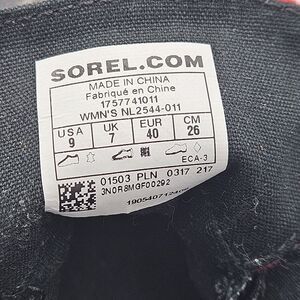 SOREL.COM
MADE IN CHINA
Fabriqué en Chine
1757741011
WMN'S NL2544-011
USA UK EUR CM
9 7 40 26
ECA-3
01503 PLN 0317 217
3N0R8MGF00292